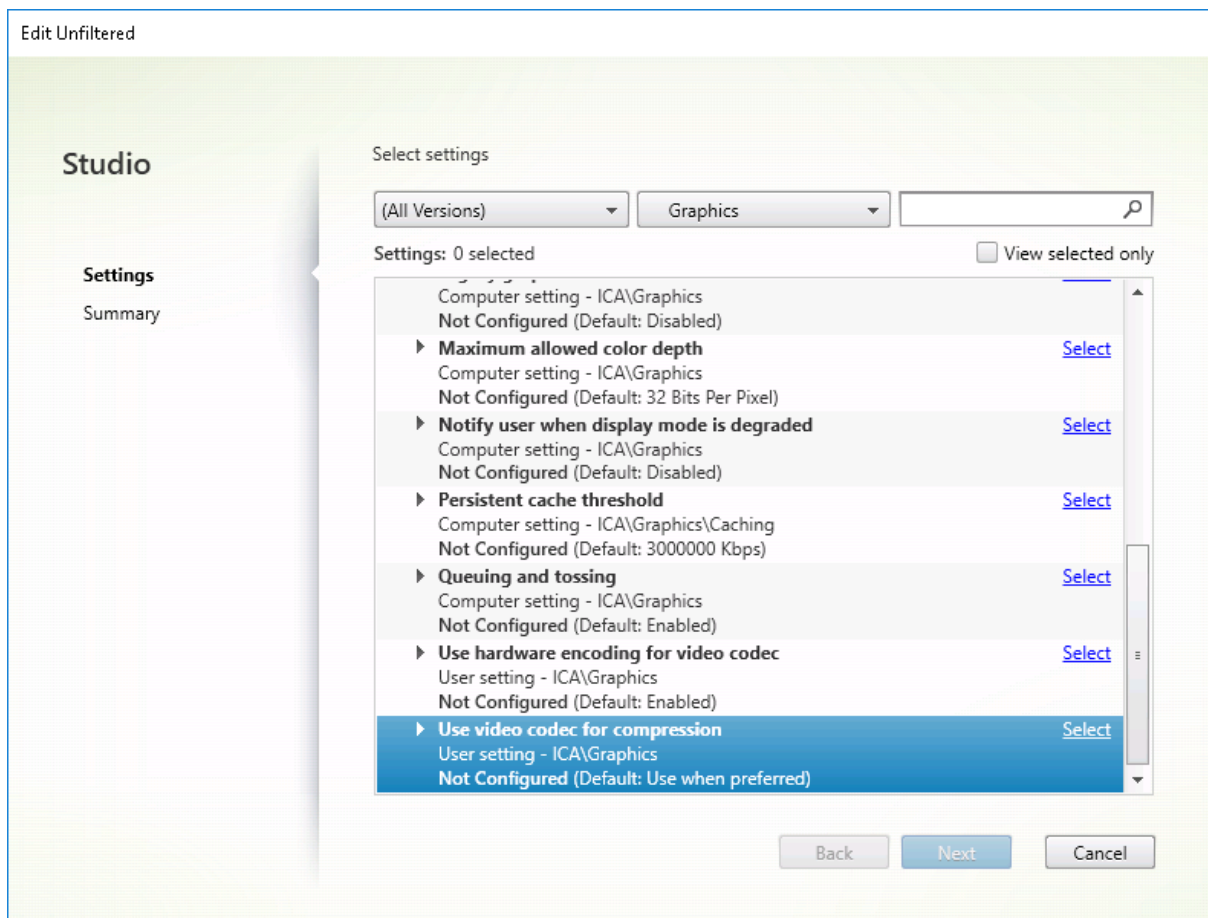 Edit Unfiltered
Studio
Settings
Summary
Select settings
(All Versions)
Graphics
Settings: 0 selected
View selected only
Computer setting - ICA\Graphics
Not Configured (Default: Disabled)
Maximum allowed color depth Select
Computer setting - ICA\Graphics
Not Configured (Default: 32 Bits Per Pixel)
Notify user when display mode is degraded Select
Computer setting - ICA\Graphics
Not Configured (Default: Disabled)
Persistent cache threshold Select
Computer setting - ICA\Graphics\Caching
Not Configured (Default: 3000000 Kbps)
Queuing and tossing Select
Computer setting - ICA\Graphics
Not Configured (Default: Enabled)
Use hardware encoding for video codec Select
User setting - ICA\Graphics
Not Configured (Default: Enabled)
Use video codec for compression Select
User setting - ICA\Graphics
Not Configured (Default: Use when preferred)
Back Next Cancel